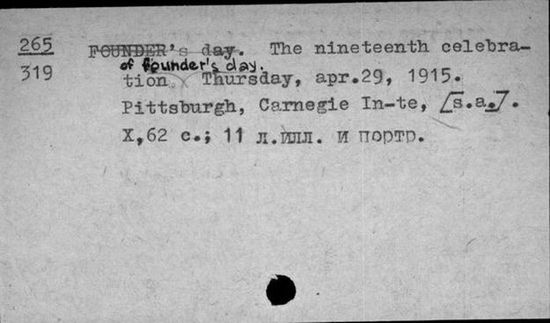 265
319
FOUNDER's day. The nineteenth celebra-
of founder's day.
tion. Thursday, apr.29, 1915.
Pittsburgh, Carnegie In-te, [s.a.].
X,62 с.; 11 л.илл. и портр.